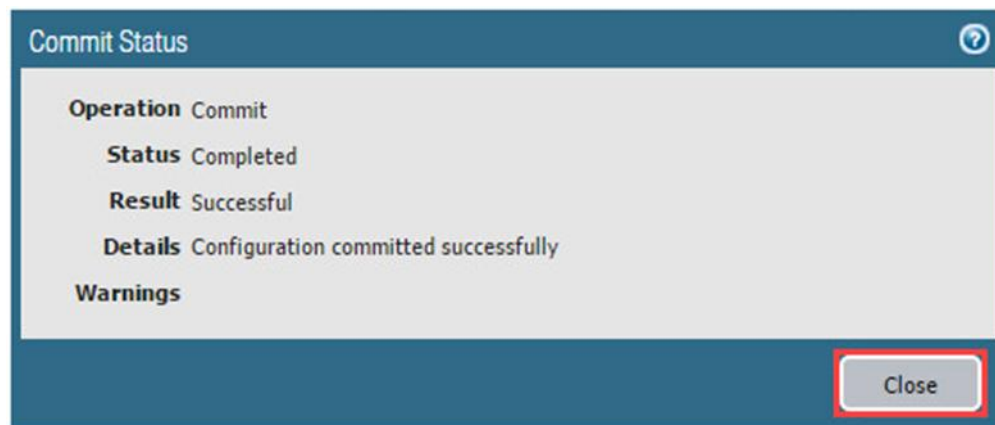 Commit Status
?
Operation Commit
Status Completed
Result Successful
Details Configuration committed successfully
Warnings
Close